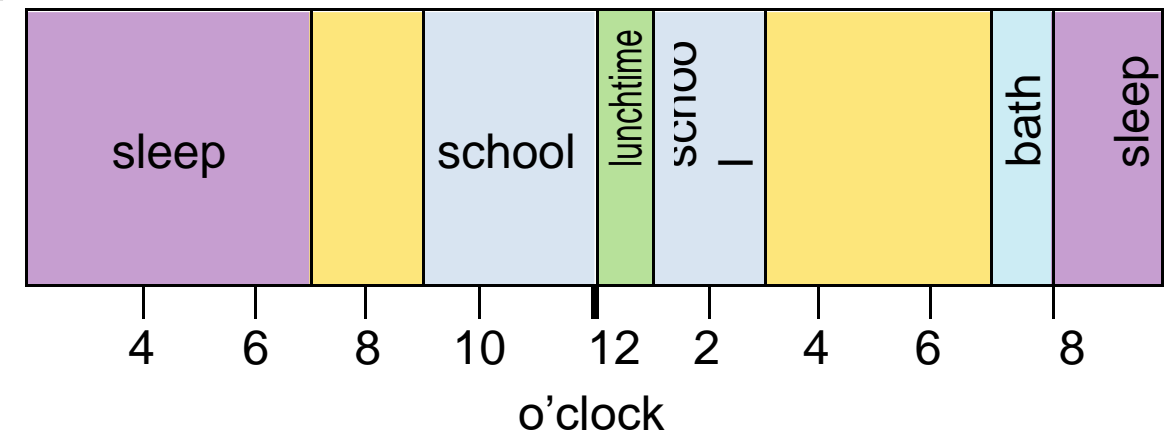 sleep
school
lunchtime
schoo
l
bath
sleep
4 6 8 10 12 2 4 6 8
o’clock